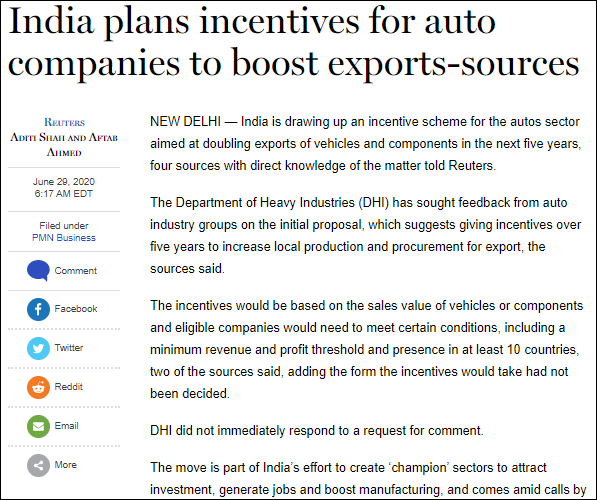 India plans incentives for auto
companies to boost exports-sources
REUTERS
ADITI SHAH AND AFTAB
AHMED
June 29, 2020
6:17 AM EDT
Filed under
PMN Business
Comment
Facebook
Twitter
Reddit
Email
More
NEW DELHI — India is drawing up an incentive scheme for the autos sector
aimed at doubling exports of vehicles and components in the next five years,
four sources with direct knowledge of the matter told Reuters.
The Department of Heavy Industries (DHI) has sought feedback from auto
industry groups on the initial proposal, which suggests giving incentives over
five years to increase local production and procurement for export, the
sources said.
The incentives would be based on the sales value of vehicles or components
and eligible companies would need to meet certain conditions, including a
minimum revenue and profit threshold and presence in at least 10 countries,
two of the sources said, adding the form the incentives would take had not
been decided.
DHI did not immediately respond to a request for comment.
The move is part of India's effort to create ‘champion’ sectors to attract
investment, generate jobs and boost manufacturing, and comes amid calls by